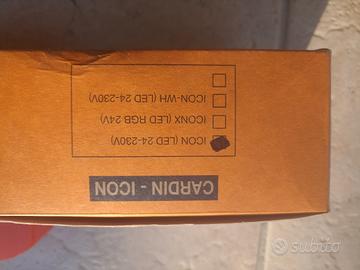 CARDIN - ICON
ICON (LED 24-230V)
ICONX (LED RGB 24V)
ICON-WH (LED 24-230V)
subito